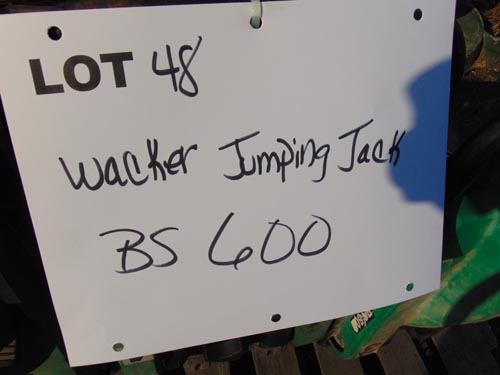 LOT 48
Wacker Jumping Jack
BS 600